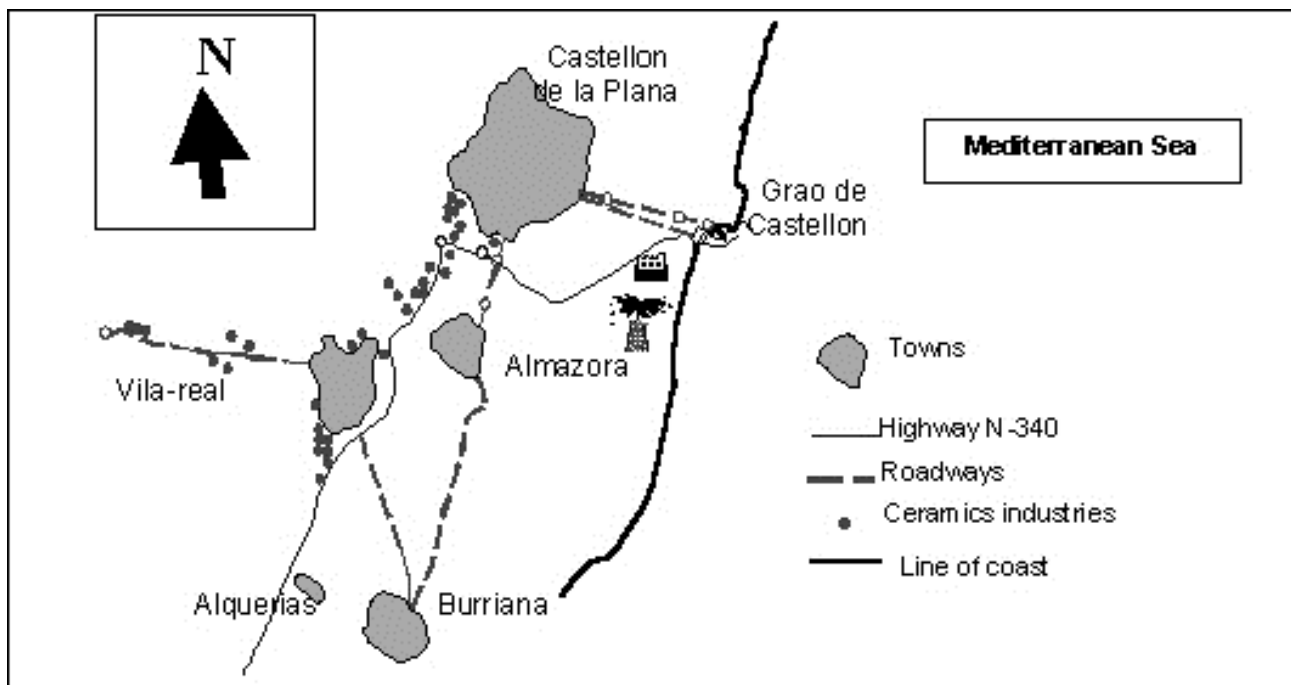 N
Castellon
de la Plana
Mediterranean Sea
Grao de
Castellon
Almazora
Vila-real
Towns
Highway N-340
Roadways
Ceramics industries
Line of coast
Alquerias
Burriana